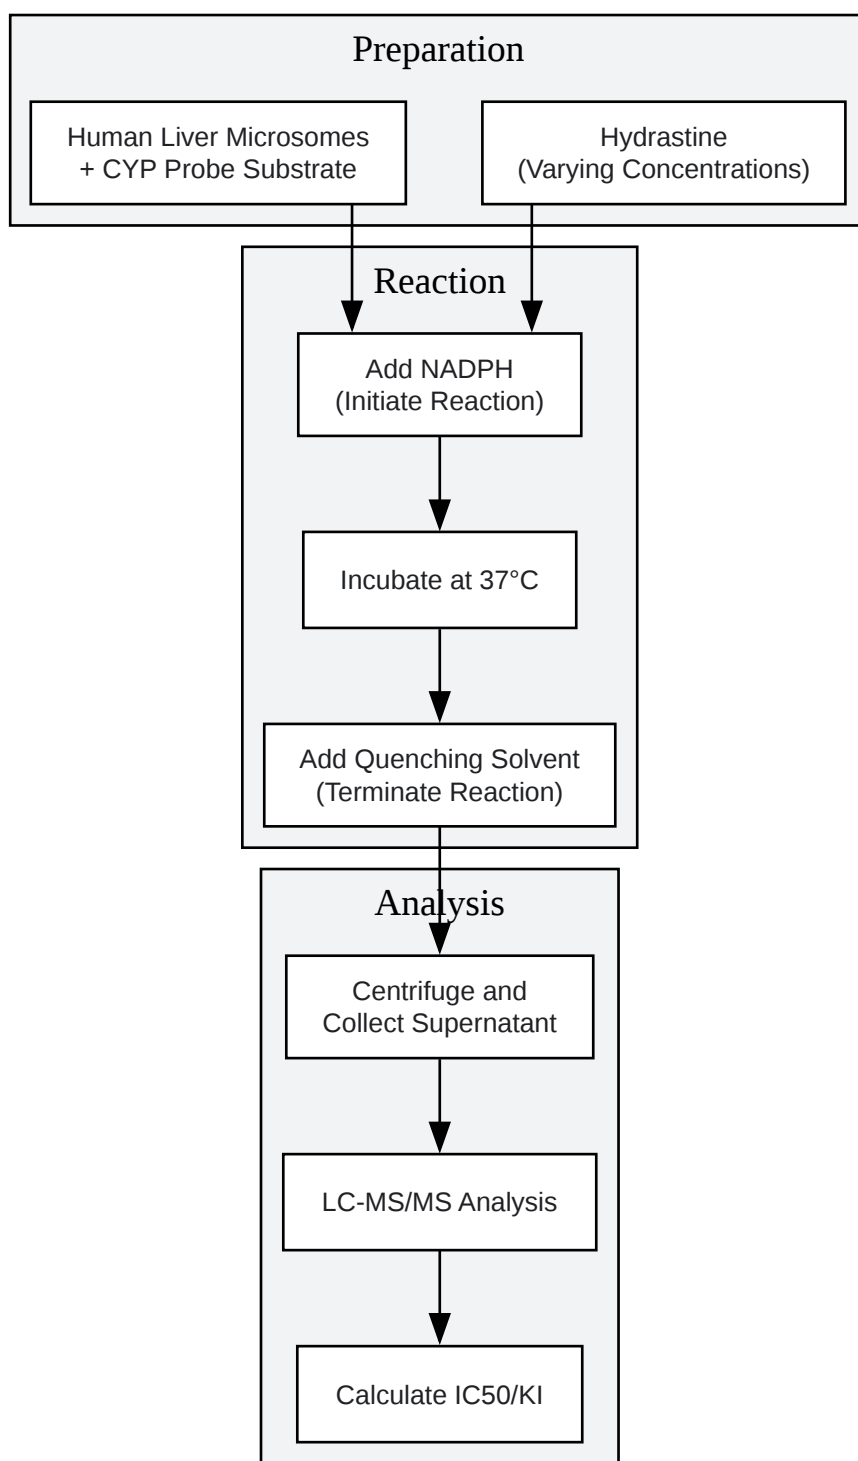 Preparation
Human Liver Microsomes
+ CYP Probe Substrate
Hydrastine
(Varying Concentrations)
Reaction
Add NADPH
(Initiate Reaction)
Incubate at 37°C
Add Quenching Solvent
(Terminate Reaction)
Analysis
Centrifuge and
Collect Supernatant
LC-MS/MS Analysis
Calculate IC50/KI